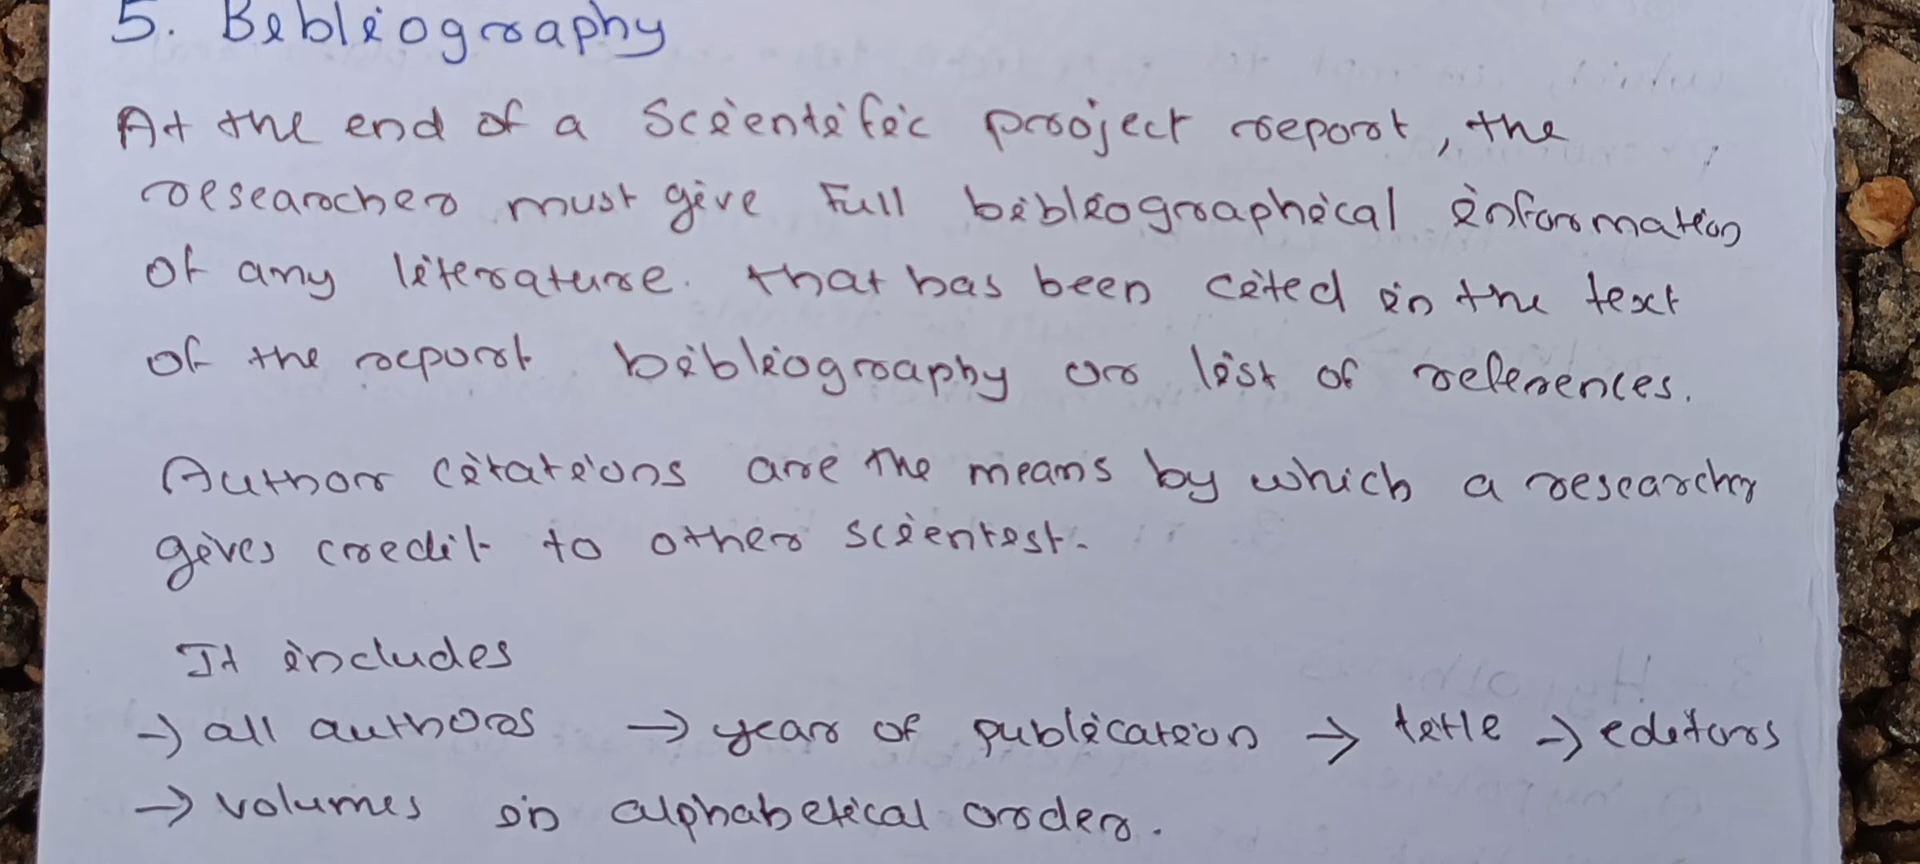 5. Bibliography
At the end of a Scientific project report, the
researcher must give Full bibliographical information
of any literature. that has been cited in the text
of the report bibliography or list of references.
Author citations are the means by which a researcher
gives credit to other scientist.
It includes
→ all authors → year of publication → title → editors
→ volumes in alphabetical order.